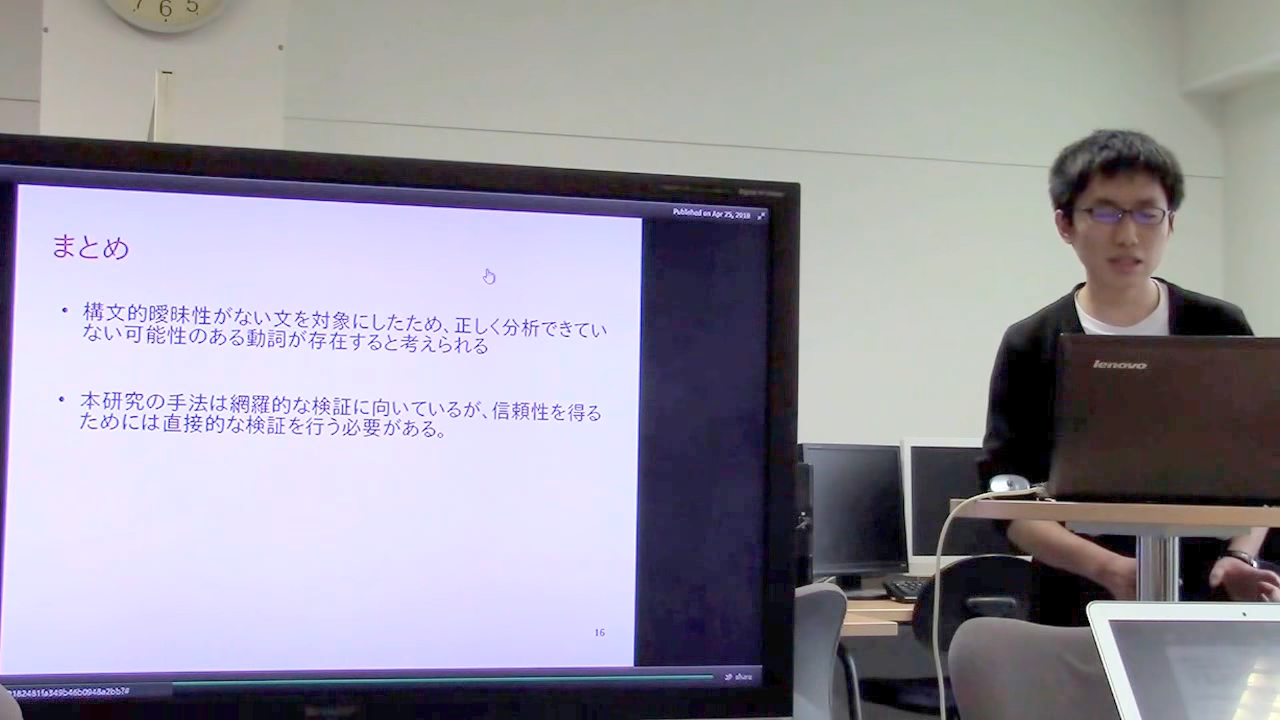 7 6 5
Published on Apr 25, 2018
まとめ
• 構文的曖昧性がない文を対象にしたため、正しく分析できてい
ない可能性のある動詞が存在すると考えられる
• 本研究の手法は網羅的な検証に向いているが、信頼性を得る
ためには直接的な検証を行う必要がある。
16
share
lenovo